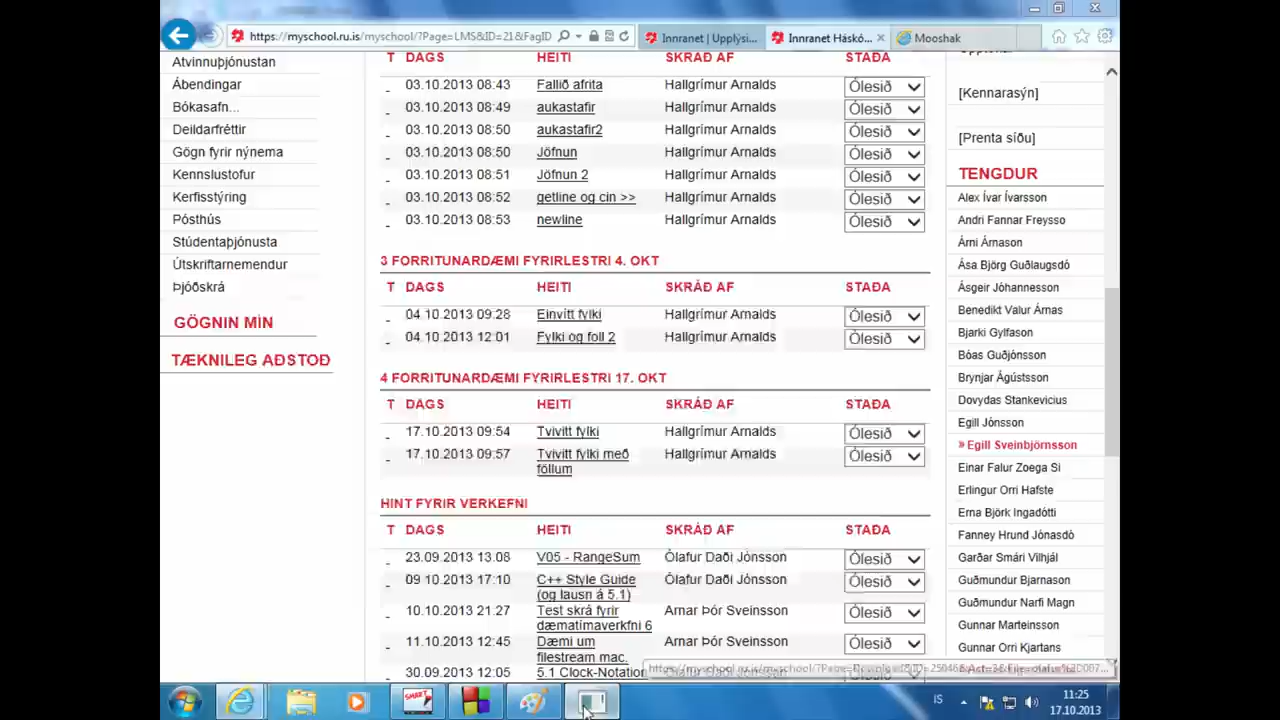 https://myschool.ru.is/myschool/?Page=LMS&ID=21&FagID
Innranet | Upplýsi...
Innranet Háskó...
Mooshak
Atvinnuþjónustan
Ábendingar
Bókasafn...
Deildarfréttir
Gögn fyrir nýnema
Kennslustofur
Kerfisstýring
Pósthús
Stúdentaþjónusta
Útskriftarnemendur
Þjóðskrá
GÖGNIN MÍN
TÆKNILEG AÐSTOÐ
T DAGS HEITI SKRÁÐ AF STAÐA
03.10.2013 08:43 Fallið afrita Hallgrímur Arnalds Ólesið
03.10.2013 08:49 aukastafir Hallgrímur Arnalds Ólesið
03.10.2013 08:50 aukastafir2 Hallgrímur Arnalds Ólesið
03.10.2013 08:50 Jöfnun Hallgrímur Arnalds Ólesið
03.10.2013 08:51 Jöfnun 2 Hallgrímur Arnalds Ólesið
03.10.2013 08:52 getline og cin >> Hallgrímur Arnalds Ólesið
03.10.2013 08:53 newline Hallgrímur Arnalds Ólesið
3 FORRITUNARDÆMI FYRIRLESTRI 4. OKT
T DAGS HEITI SKRÁÐ AF STAÐA
04.10.2013 09:28 Einvítt fylki Hallgrímur Arnalds Ólesið
04.10.2013 12:01 Fylki og föll 2 Hallgrímur Arnalds Ólesið
4 FORRITUNARDÆMI FYRIRLESTRI 17. OKT
T DAGS HEITI SKRÁÐ AF STAÐA
17.10.2013 09:54 Tvívítt fylki Hallgrímur Arnalds Ólesið
17.10.2013 09:57 Tvívítt fylki með Hallgrímur Arnalds Ólesið
föllum
HINT FYRIR VERKEFNI
T DAGS HEITI SKRÁÐ AF STAÐA
23.09.2013 13:08 V05 - RangeSum Ólafur Daði Jónsson Ólesið
09.10.2013 17:10 C++ Style Guide Ólafur Daði Jónsson Ólesið
(og lausn á 5.1)
10.10.2013 21:27 Test skrá fyrir Arnar Þór Sveinsson Ólesið
dæmatímaverkfni 6
11.10.2013 12:45 Dæmi um Arnar Þór Sveinsson Ólesið
filestream mac.
30.09.2013 12:05 5.1 Clock-Notation
[Kennarasýn]
[Prenta síðu]
TENGDUR
Alex Ívar Ívarsson
Andri Fannar Freysso
Árni Árnason
Ása Björg Guðlaugsdó
Ásgeir Jóhannesson
Benedikt Valur Árnas
Bjarki Gylfason
Bóas Guðjónsson
Brynjar Ágústsson
Dovydas Stankevicius
Egill Jónsson
» Egill Sveinbjörnsson
Einar Falur Zoega Si
Erlingur Orri Hafste
Erna Björk Ingadótti
Fanney Hrund Jónasdó
Garðar Smári Vilhjál
Guðmundur Bjarnason
Guðmundur Narfi Magn
Gunnar Marteinsson
Gunnar Orri Kjartans
SMART
IS
11:25
17.10.2013